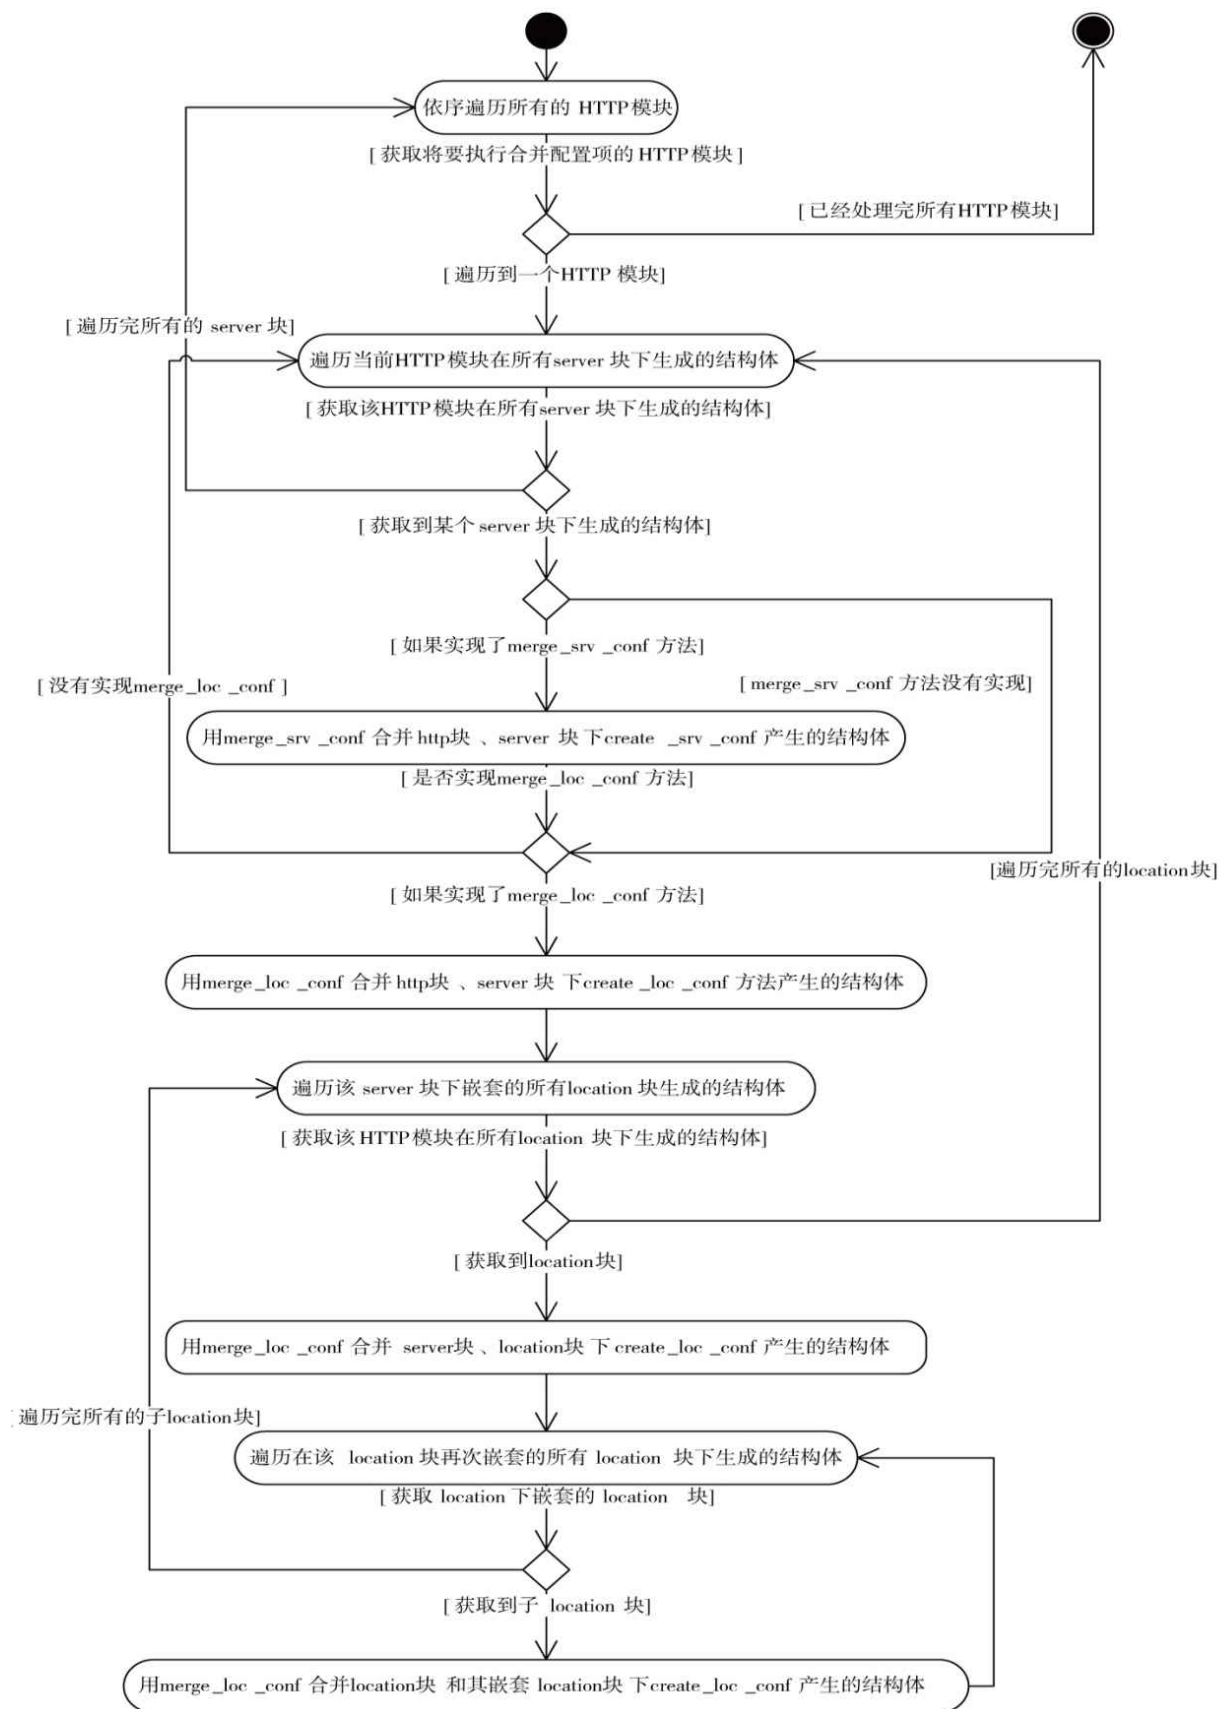 依序遍历所有的 HTTP模块
[ 获取将要执行合并配置项的 HTTP模块 ]
[ 已经处理完所有HTTP模块]
[ 遍历到一个HTTP 模块]
[ 遍历完所有的 server 块]
遍历当前HTTP模块在所有server 块下生成的结构体
[ 获取该HTTP模块在所有server 块下生成的结构体]
[ 获取到某个 server 块下生成的结构体]
[ 如果实现了merge_srv _conf 方法]
[ 没有实现merge_loc _conf ]
[ merge_srv _conf 方法没有实现]
用merge_srv _conf 合并 http块 、server 块 下create _srv _conf 产生的结构体
[ 是否实现merge_loc _conf 方法]
[遍历完所有的location块]
[ 如果实现了merge_loc _conf 方法]
用merge_loc _conf 合并 http块 、server 块 下create _loc _conf 方法产生的结构体
遍历该 server 块下嵌套的所有location 块生成的结构体
[ 获取该 HTTP模块在所有location 块下生成的结构体]
[ 获取到location块]
用merge_loc _conf 合并 server块 、location块 下 create_loc _conf 产生的结构体
遍历完所有的子location块]
遍历在该 location 块再次嵌套的所有 location 块下生成的结构体
[ 获取 location 下嵌套的 location 块]
[ 获取到子 location 块]
用merge_loc _conf 合并location块 和其嵌套 location块 下create_loc _conf 产生的结构体